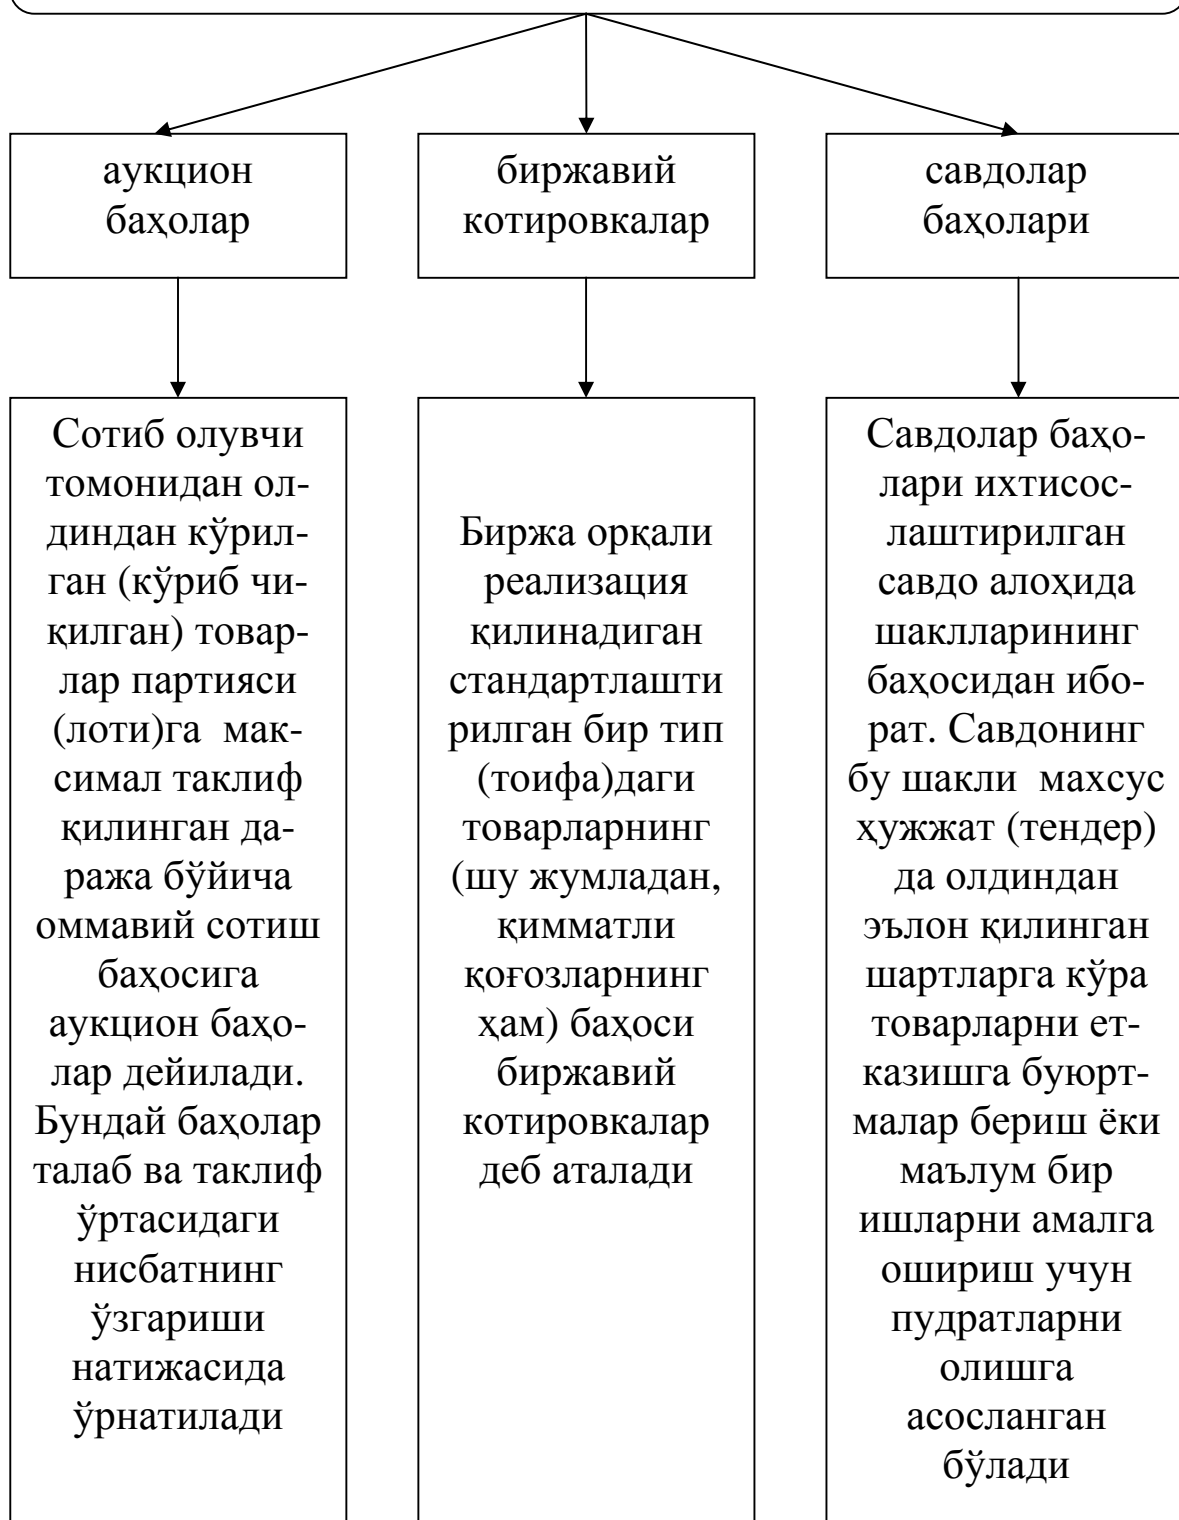 аукцион
баҳолар
биржавий
котировкалар
савдолар
баҳолари
Сотиб олувчи
томонидан ол-
диндан кўрил-
ган (кўриб чи-
қилган) товар-
лар партияси
(лоти)га мак-
симал таклиф
қилинган да-
ража бўйича
оммавий сотиш
баҳосига
аукцион баҳо-
лар дейилади.
Бундай баҳолар
талаб ва таклиф
ўртасидаги
нисбатнинг
ўзгариши
натижасида
ўрнатилади
Биржа орқали
реализация
қилинадиган
стандартлашти
рилган бир тип
(тоифа)даги
товарларнинг
(шу жумладан,
қимматли
қоғозларнинг
ҳам) баҳоси
биржавий
котировкалар
деб аталади
Савдолар баҳо-
лари ихтисос-
лаштирилган
савдо алоҳида
шаклларининг
баҳосидан ибо-
рат. Савдонинг
бу шакли махсус
ҳужжат (тендер)
да олдиндан
эълон қилинган
шартларга кўра
товарларни ет-
казишга буюрт-
малар бериш ёки
маълум бир
ишларни амалга
ошириш учун
пудратларни
олишга
асосланган
бўлади